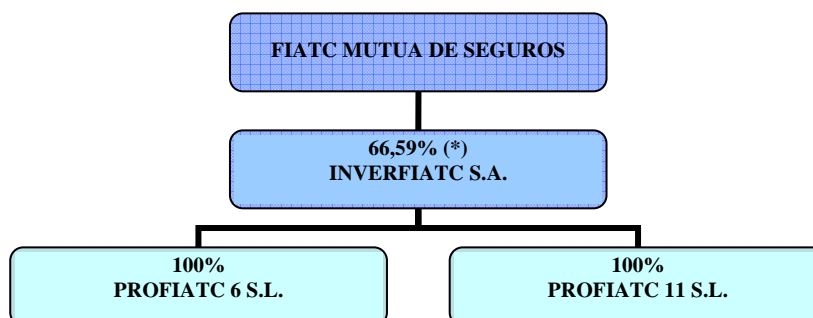 FIATC MUTUA DE SEGUROS
66,59% (*)
INVERFIATC S.A.
100%
PROFIATC 6 S.L.
100%
PROFIATC 11 S.L.